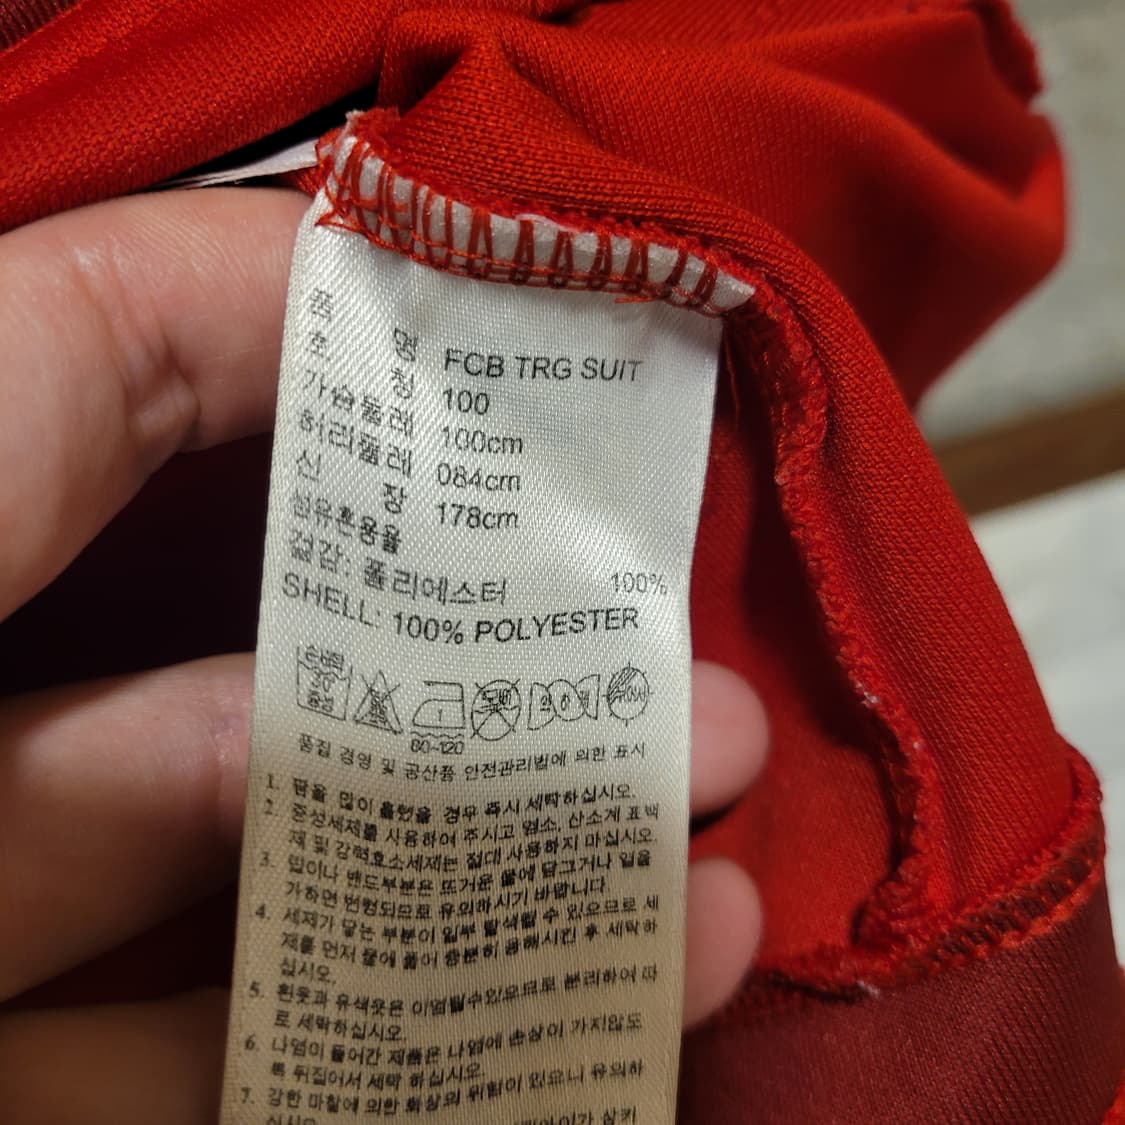 품 명 FCB TRG SUIT
호 칭 100
가슴둘레 100cm
허리둘레 084cm
신 장 178cm
섬유혼용율
겉감: 폴리에스터 100%
SHELL: 100% POLYESTER
80~120
품질 경영 및 공산품 안전관리법에 의한 표시
1. 땀을 많이 흘렸을 경우 즉시 세탁하십시오.
2. 중성세제를 사용하여 주시고 염소, 산소계 표백
제 및 강력효소세제는 절대 사용하지 마십시오.
3. 밥이나 밴드부분은 뜨거운 물에 담그거나 일을
가하면 변형되므로 유의하시기 바랍니다.
4. 세제가 닿는 부분이 일부 탈색될 수 있으므로 세
제를 먼저 물에 풀어 충분히 용해시킨 후 세탁하
십시오.
5. 흰옷과 유색옷은 이염될수있으므로 분리하여 따
로 세탁하십시오.
6. 나염이 들어간 제품은 나염에 손상이 가지않도
록 뒤집어서 세탁 하십시오.
7. 강한 마찰에 의한 화상의 위험이 있으니 유의하
십시오.